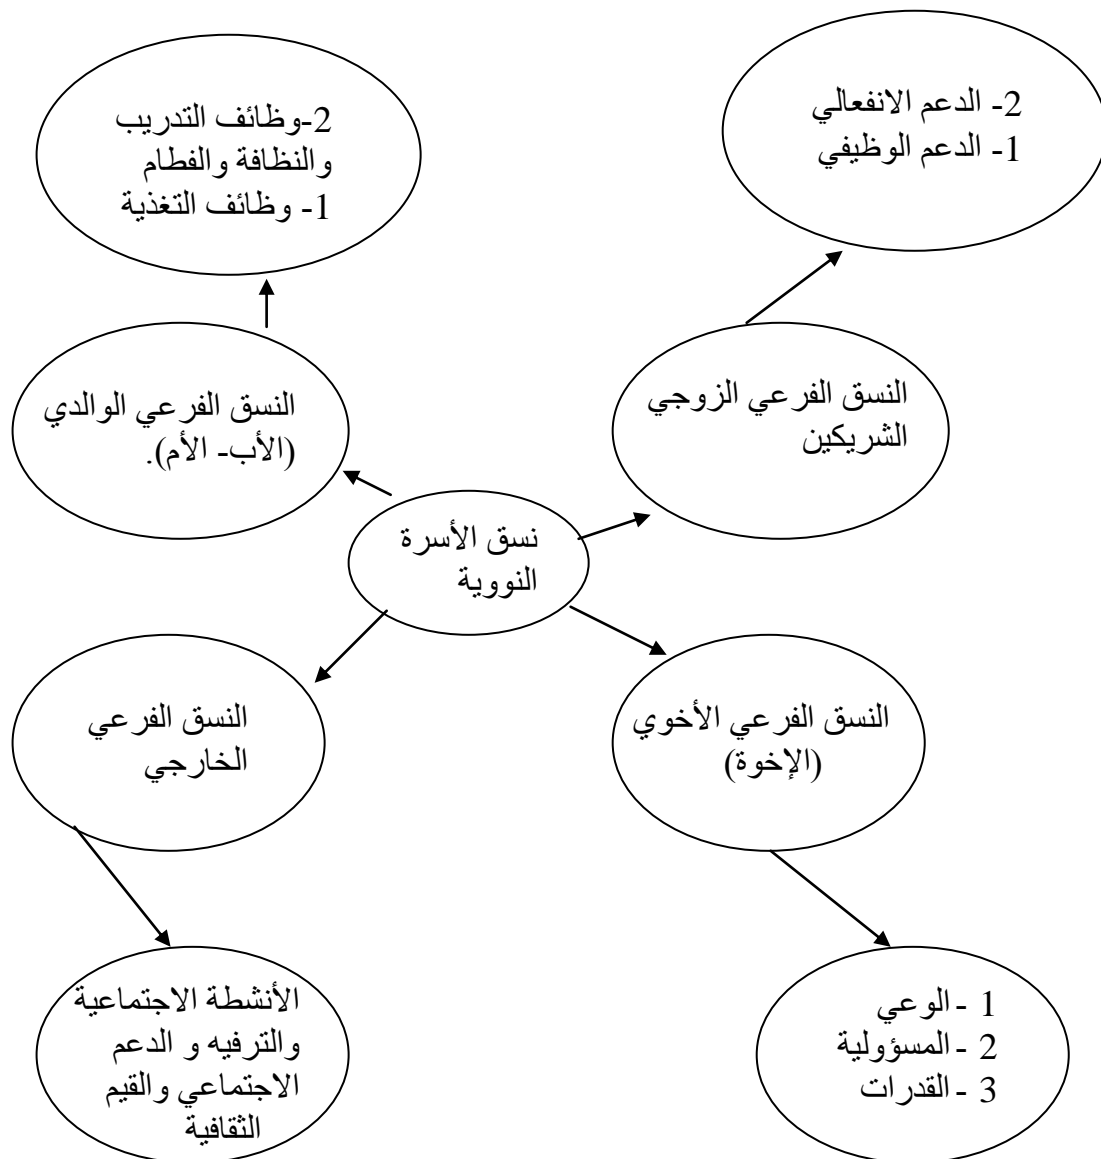 2- الدعم الانفعالي
1- الدعم الوظيفي
2-وظائف التدريب
والنظافة والفطام
1- وظائف التغذية
النسق الفرعي الزوجي
الشريكين
النسق الفرعي الوالدي
(الأب- الأم).
نسق الأسرة
النووية
النسق الفرعي الأخوي
(الإخوة)
النسق الفرعي
الخارجي
1 - الوعي
2 - المسؤولية
3 - القدرات
الأنشطة الاجتماعية
والترفيه و الدعم
الاجتماعي والقيم
الثقافية